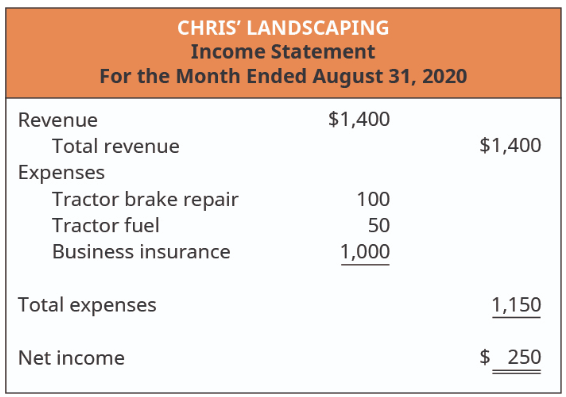 CHRIS’ LANDSCAPING
Income Statement
For the Month Ended August 31, 2020
Revenue $1,400
Total revenue $1,400
Expenses
Tractor brake repair 100
Tractor fuel 50
Business insurance 1,000
Total expenses 1,150
Net income $ 250